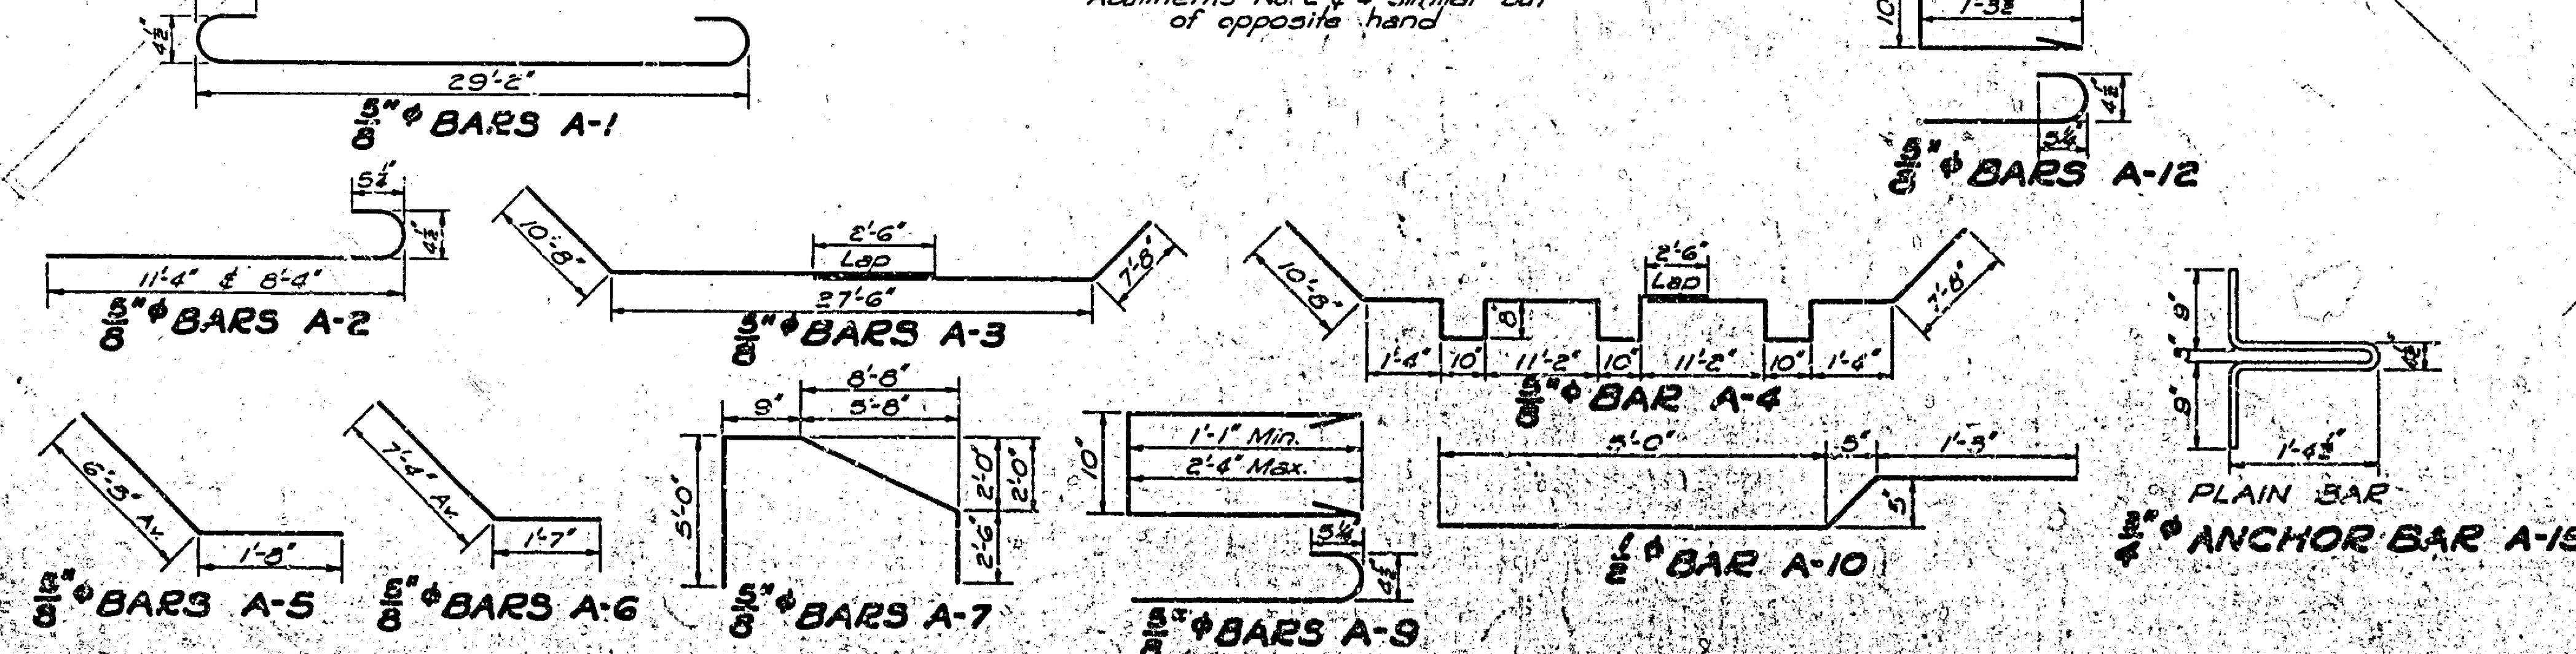 of opposite hand
10"
1'-3½"
4½"
29'-2"
⅝"φ BARS A-1
4½"
5¼"
⅝"φ BARS A-12
5¼"
4½"
11'-4" & 8'-4"
⅝"φ BARS A-2
10'-8"
2'-6"
Lap
27'-6"
7'-8"
⅝"φ BARS A-3
10'-8"
2'-6"
Lap
8"
7'-8"
1'-4" 10" 11'-2" 10" 11'-2" 10" 1'-4"
⅝"φ BAR A-4
6'-5" Av.
1'-8"
⅝"φ BARS A-5
7'-4" Av.
1'-7"
⅝"φ BARS A-6
8'-8"
9" 5'-8"
5'-0"
2'-0"
2'-0"
2'-6"
⅝"φ BARS A-7
10"
1'-1" Min.
2'-4" Max.
5¼"
4½"
⅝"φ BARS A-9
5'-0" 5" 1'-3"
5"
½"φ BAR A-10
9"
9"
1'-4½"
PLAIN BAR
¾"φ ANCHOR BAR